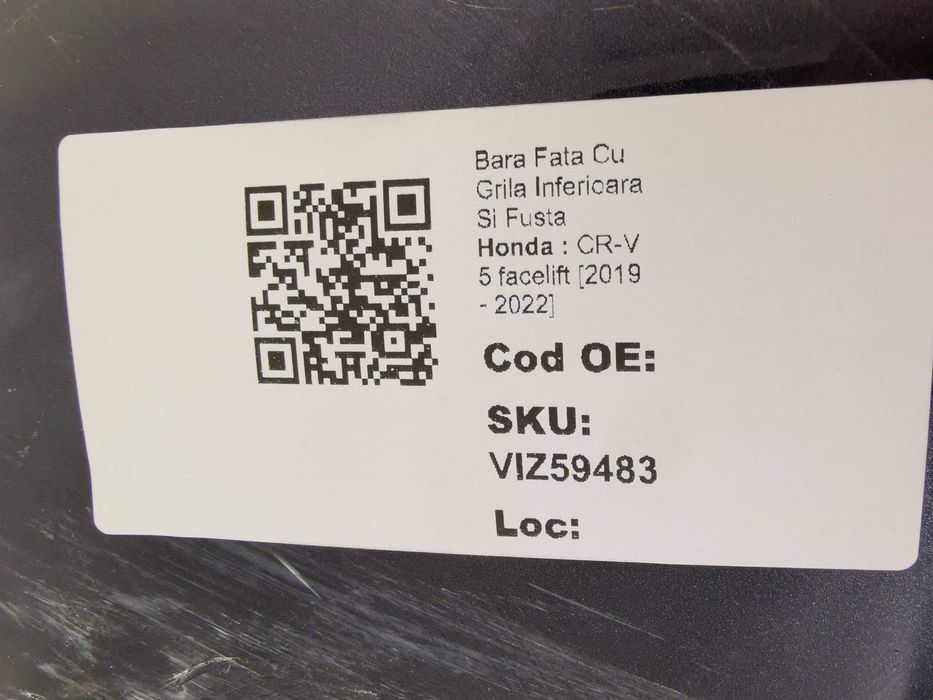 Bara Fata Cu
Grila Inferioara
Si Fusta
Honda : CR-V
5 facelift [2019
- 2022]
Cod OE:
SKU:
VIZ59483
Loc: